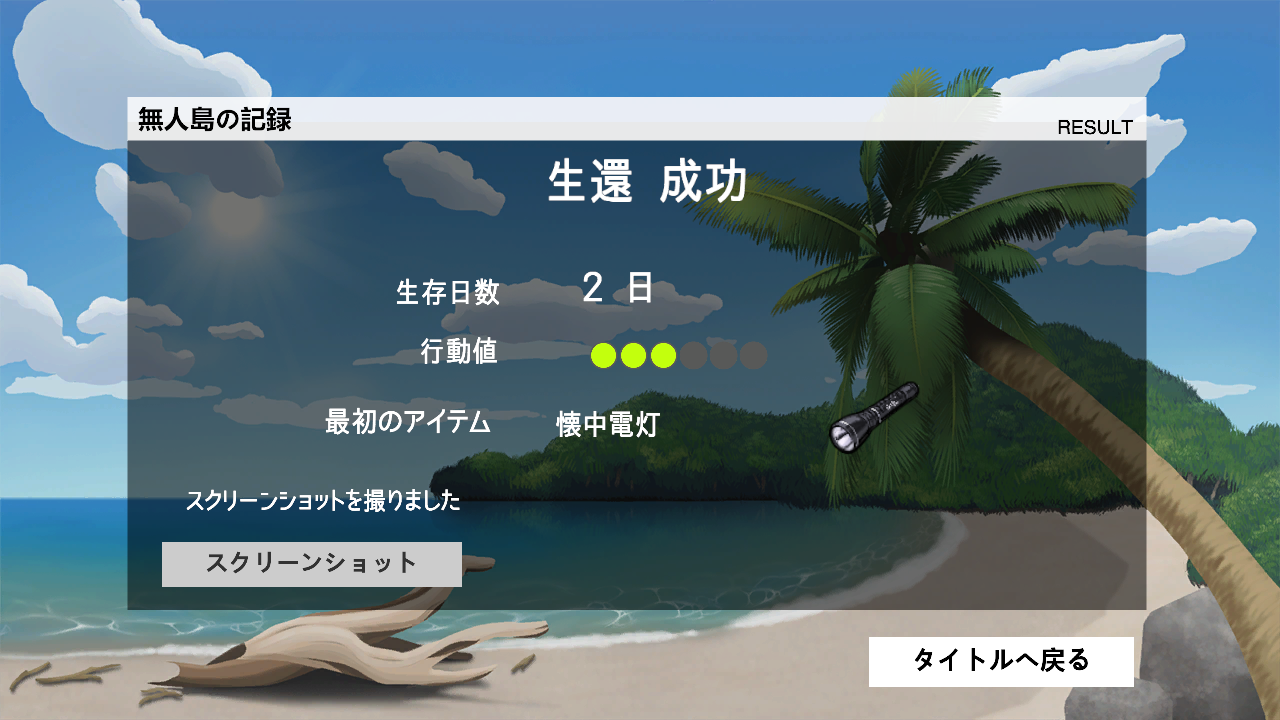 無人島の記録
RESULT
生還 成功
生存日数 2 日
行動値
最初のアイテム 懐中電灯
スクリーンショットを撮りました
スクリーンショット
タイトルへ戻る